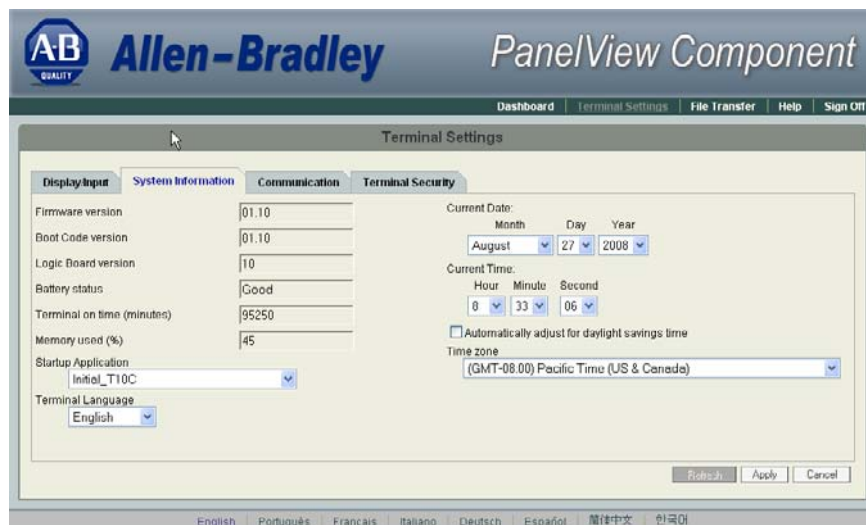 A·B
QUALITY
Allen-Bradley
PanelView Component
Dashboard | Terminal Settings | File Transfer | Help | Sign Off
Terminal Settings
Display/Input
System Information
Communication
Terminal Security
Firmware version 01.10
Boot Code version 01.10
Logic Board version 10
Battery status Good
Terminal on time (minutes) 95250
Memory used (%) 45
Startup Application
Initial_T10C
Terminal Language
English
Current Date:
Month Day Year
August 27 2008
Current Time:
Hour Minute Second
8 33 06
Automatically adjust for daylight savings time
Time zone
(GMT-08.00) Pacific Time (US & Canada)
Refresh Apply Cancel
English | Português | Français | Italiano | Deutsch | Español | 简体中文 | 한국어